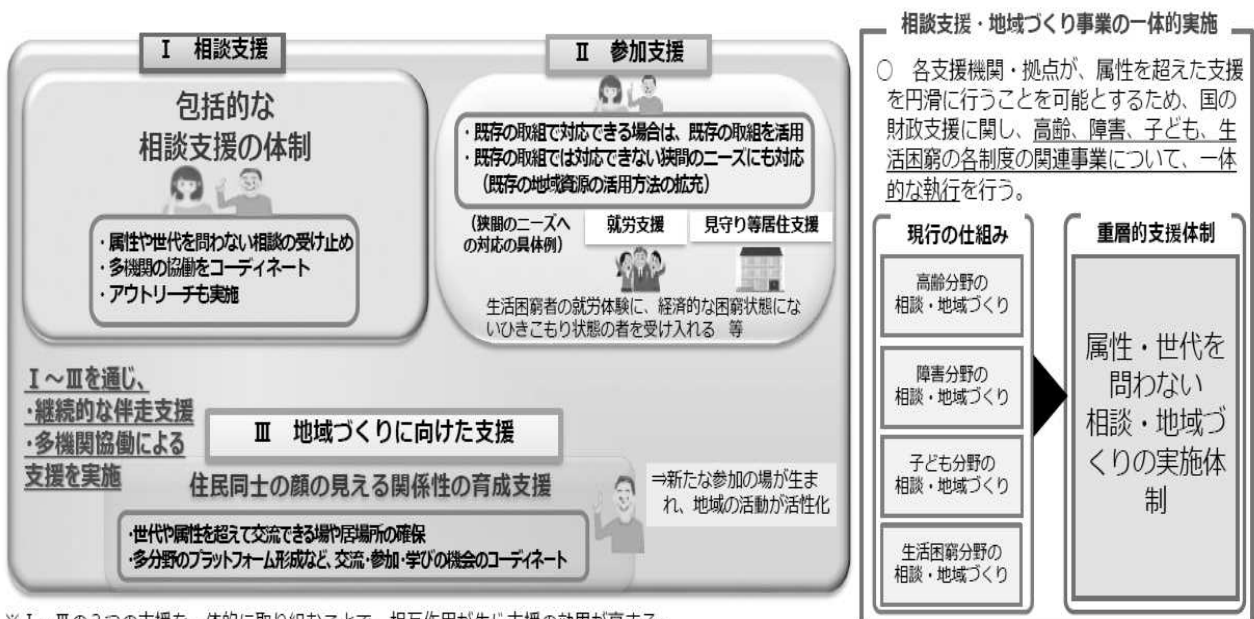 Ⅰ 相談支援
包括的な
相談支援の体制
・属性や世代を問わない相談の受け止め
・多機関の協働をコーディネート
・アウトリーチも実施
Ⅱ 参加支援
・既存の取組で対応できる場合は、既存の取組を活用
・既存の取組では対応できない狭間のニーズにも対応
（既存の地域資源の活用方法の拡充）
（狭間のニーズへ
の対応の具体例）
就労支援
見守り等居住支援
生活困窮者の就労体験に、経済的な困窮状態にな
いひきこもり状態の者を受け入れる 等
Ⅰ～Ⅲを通じ、
・継続的な伴走支援
・多機関協働による
支援を実施
Ⅲ 地域づくりに向けた支援
住民同士の顔の見える関係性の育成支援
・世代や属性を超えて交流できる場や居場所の確保
・多分野のプラットフォーム形成など、交流・参加・学びの機会のコーディネート
⇒新たな参加の場が生ま
れ、地域の活動が活性化
相談支援・地域づくり事業の一体的実施
○ 各支援機関・拠点が、属性を超えた支援
を円滑に行うことを可能とするため、国の
財政支援に関し、高齢、障害、子ども、生
活困窮の各制度の関連事業について、一体
的な執行を行う。
現行の仕組み
高齢分野の
相談・地域づくり
障害分野の
相談・地域づくり
子ども分野の
相談・地域づくり
生活困窮分野の
相談・地域づくり
重層的支援体制
属性・世代を
問わない
相談・地域づ
くりの実施体
制